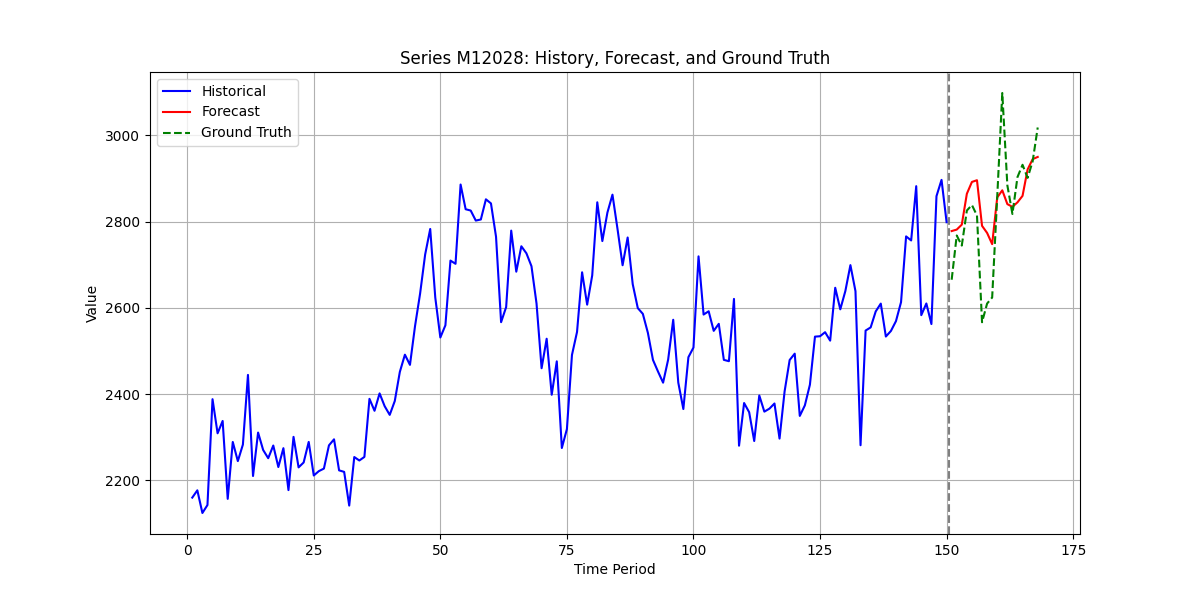 Series M12028: History, Forecast, and Ground Truth
Historical
Forecast
Ground Truth
3000
2800
2600
2400
2200
Value
0 25 50 75 100 125 150 175
Time Period